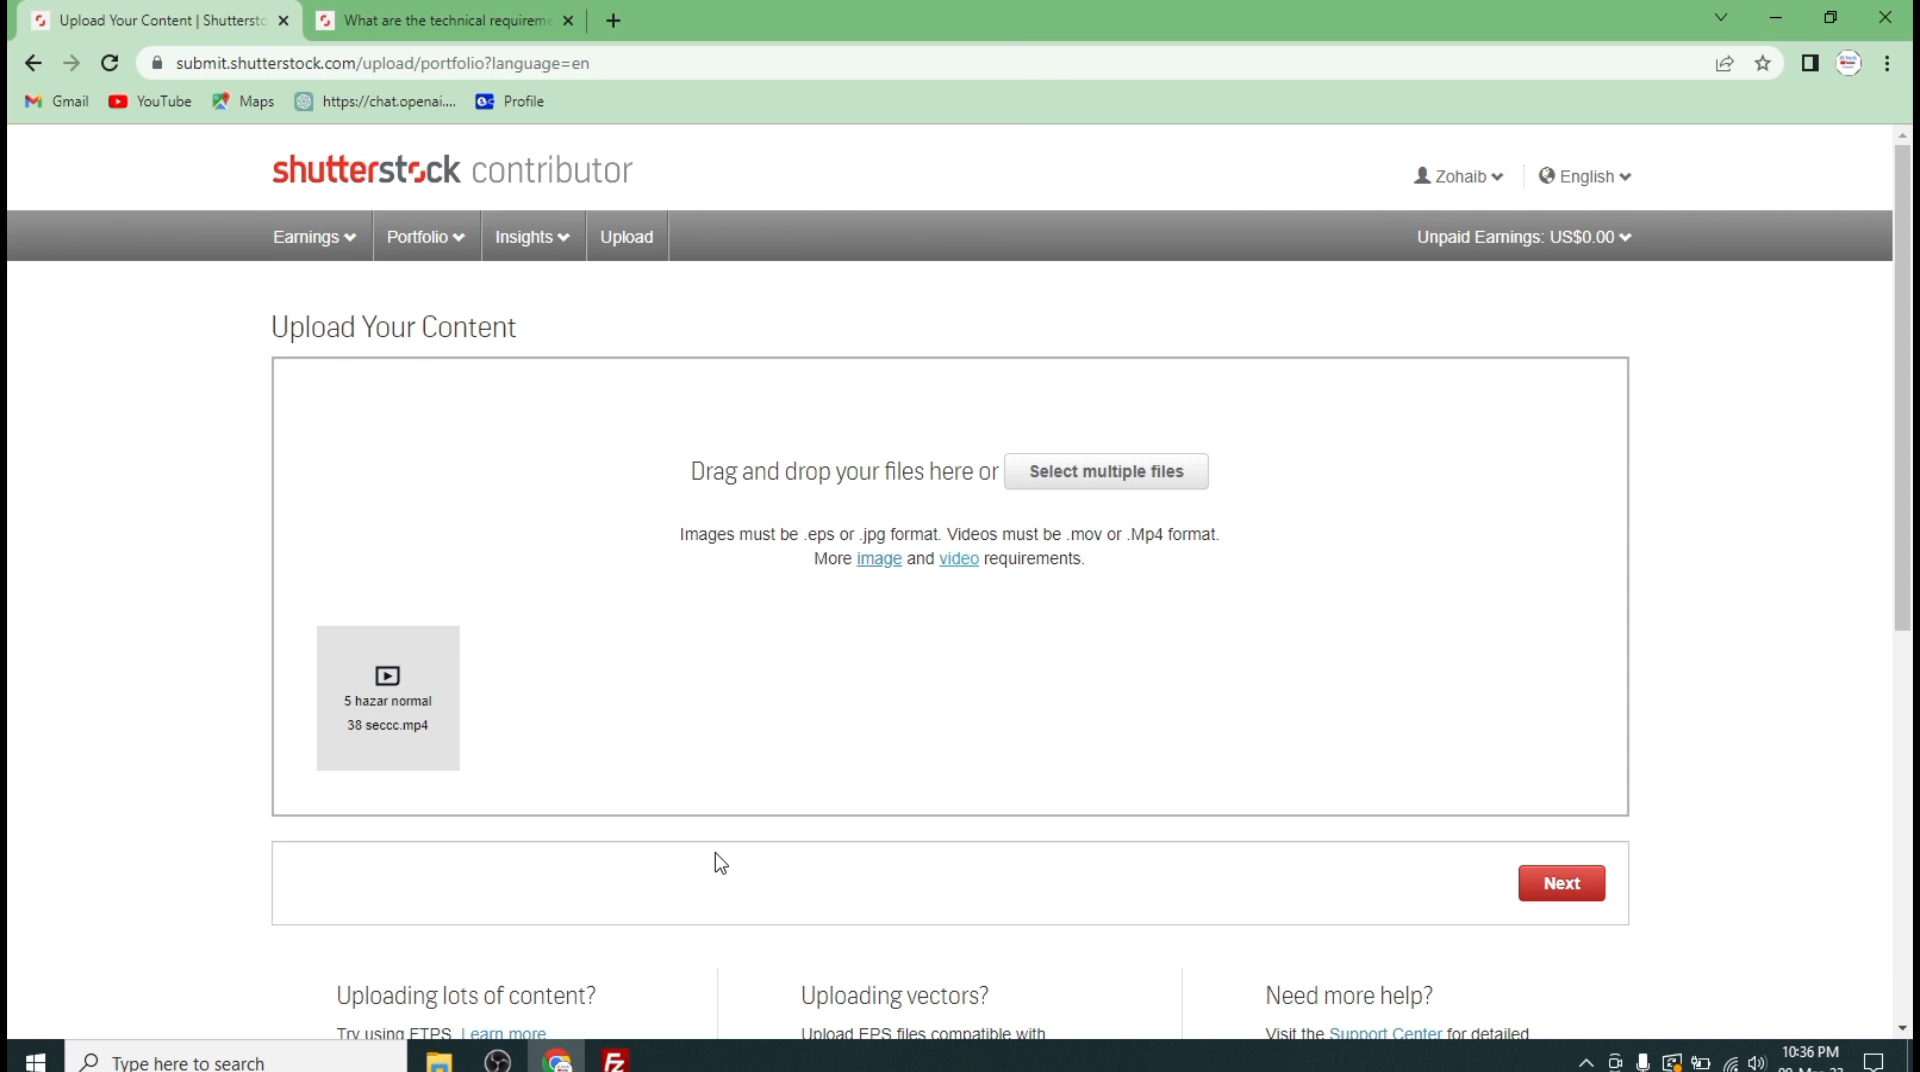 Upload Your Content | Shuttersto
What are the technical requireme
submit.shutterstock.com/upload/portfolio?language=en
Gmail
YouTube
Maps
https://chat.openai....
Profile
shutterstock contributor
Zohaib
English
Earnings
Portfolio
Insights
Upload
Unpaid Earnings: US$0.00
Upload Your Content
Drag and drop your files here or
Select multiple files
Images must be .eps or .jpg format. Videos must be .mov or .Mp4 format.
More image and video requirements.
5 hazar normal
38 seccc.mp4
Next
Uploading lots of content?
Uploading vectors?
Need more help?
Try using FTPS. Learn more
Upload EPS files compatible with
Visit the Support Center for detailed
Type here to search
10:36 PM